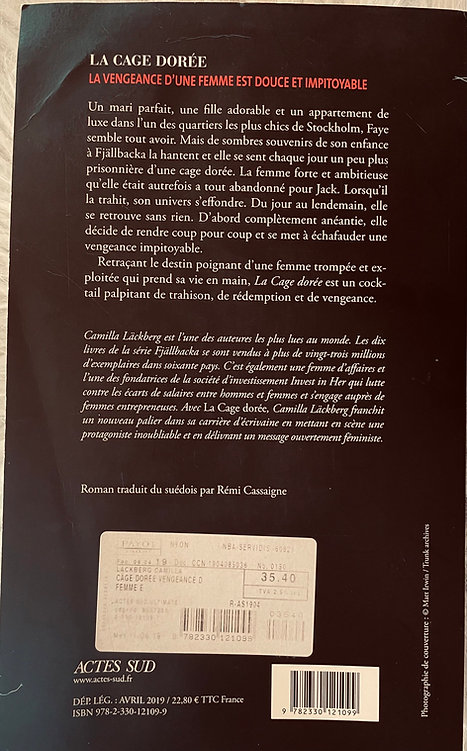 LA CAGE DORÉE
LA VENGEANCE D'UNE FEMME EST DOUCE ET IMPITOYABLE
Un mari parfait, une fille adorable et un appartement de
luxe dans l'un des quartiers les plus chics de Stockholm, Faye
semble tout avoir. Mais de sombres souvenirs de son enfance
à Fjällbacka la hantent et elle se sent chaque jour un peu plus
prisonnière d'une cage dorée. La femme forte et ambitieuse
qu'elle était autrefois a tout abandonné pour Jack. Lorsqu'il
la trahit, son univers s'effondre. Du jour au lendemain, elle
se retrouve sans rien. D'abord complètement anéantie, elle
décide de rendre coup pour coup et se met à échafauder une
vengeance impitoyable.
Retraçant le destin poignant d'une femme trompée et ex-
ploitée qui prend sa vie en main, La Cage dorée est un cock-
tail palpitant de trahison, de rédemption et de vengeance.
Camilla Läckberg est l'une des auteures les plus lues au monde. Les dix
livres de la série Fjällbacka se sont vendus à plus de vingt-trois millions
d'exemplaires dans soixante pays. C'est également une femme d'affaires et
l'une des fondatrices de la société d'investissement Invest in Her qui lutte
contre les écarts de salaires entre hommes et femmes et s'engage auprès de
femmes entrepreneuses. Avec La Cage dorée, Camilla Läckberg franchit
un nouveau palier dans sa carrière d'écrivaine en mettant en scène une
protagoniste inoubliable et en délivrant un message ouvertement féministe.
Roman traduit du suédois par Rémi Cassaigne
PAYOT NYON
35.40
LACKBERG CAMILLA
CAGE DOREE VENGEANCE D
FEMME E
R-AS1904
9 782330 121099
ACTES SUD
www.actes-sud.fr
DÉP. LÉG. : AVRIL 2019 / 22,80 € TTC France
ISBN 978-2-330-12109-9
9 782330 121099
Photographie de couverture : © Matt Irwin / Trunk archives